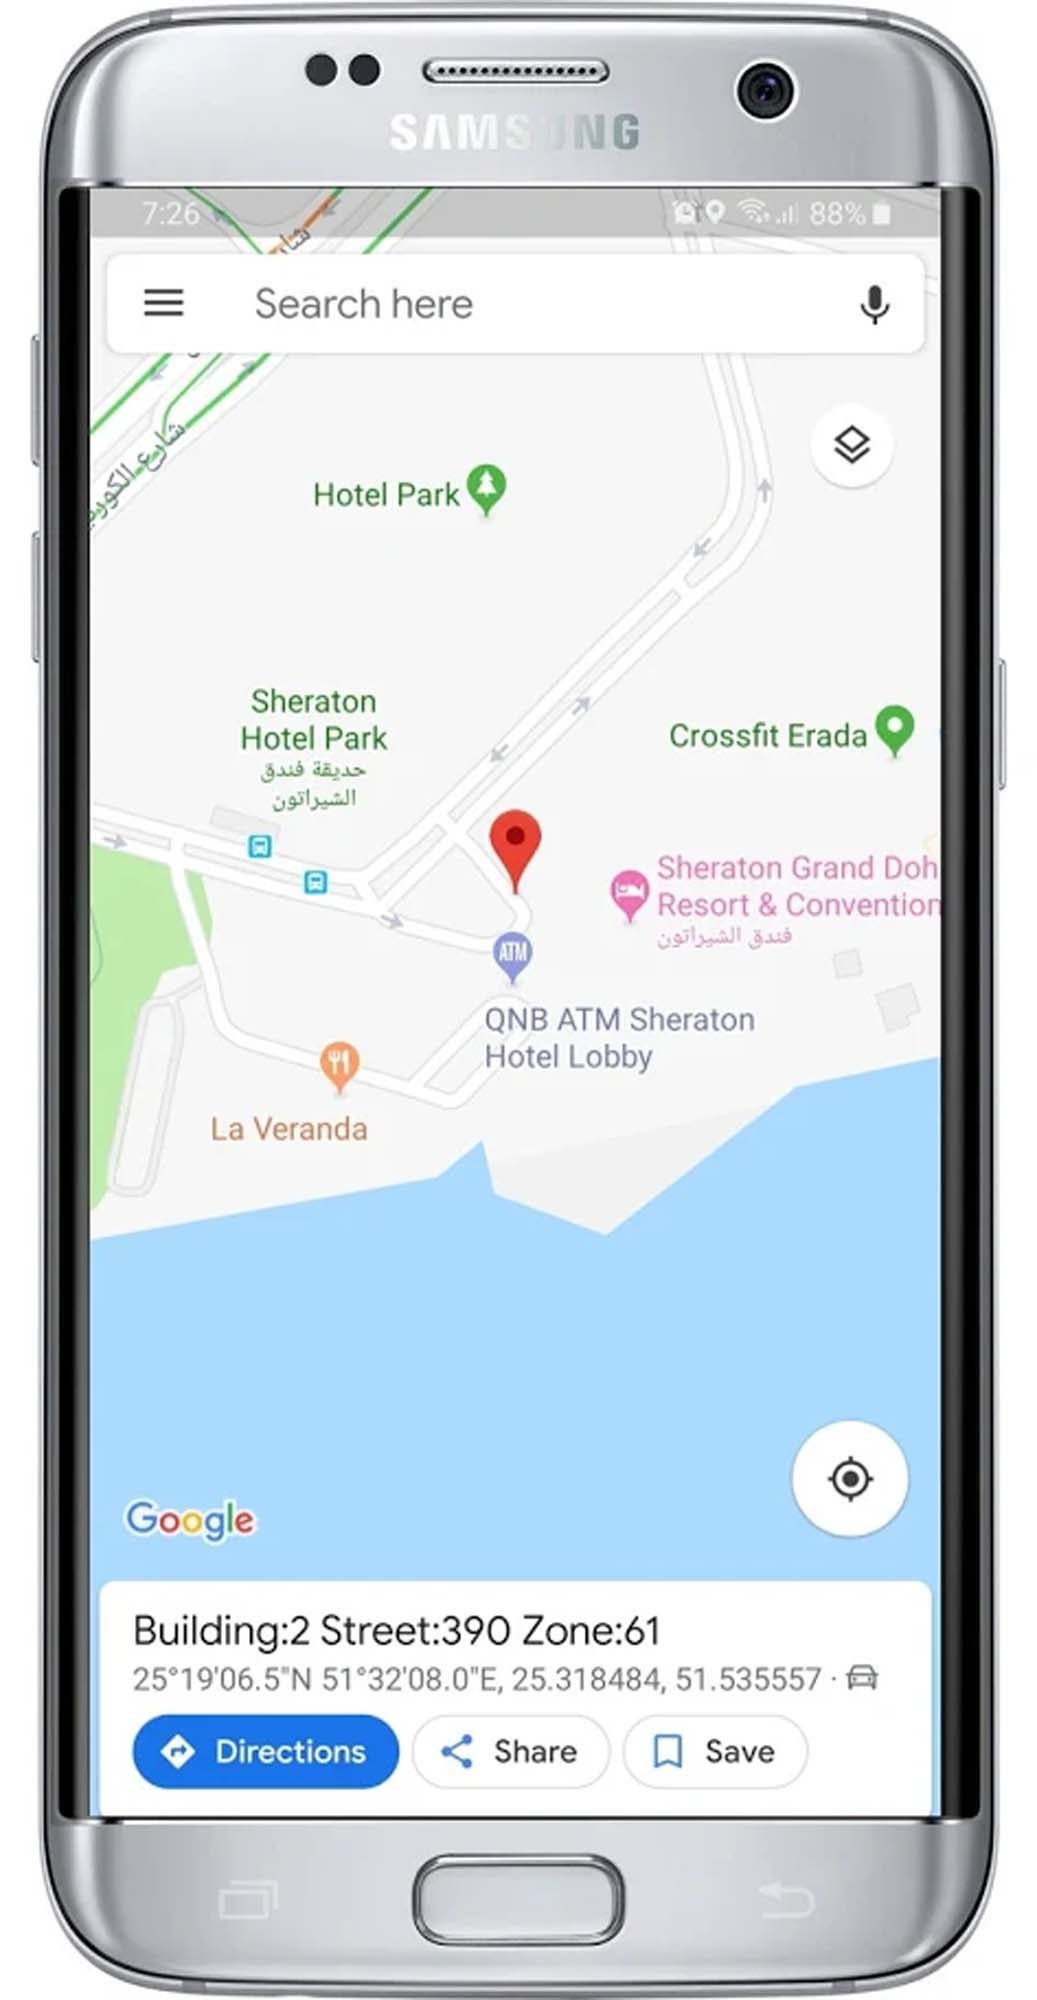 SAMSUNG
7:26
88%
شار
Search here
شارع الكورني
Hotel Park
Sheraton
Hotel Park
حديقة فندق
الشيراتون
Crossfit Erada
Sheraton Grand Doh
Resort & Convention
فندق الشيراتون
ATM
QNB ATM Sheraton
Hotel Lobby
La Veranda
Google
Building:2 Street:390 Zone:61
25°19'06.5"N 51°32'08.0"E, 25.318484, 51.535557 ·
Directions
Share
Save